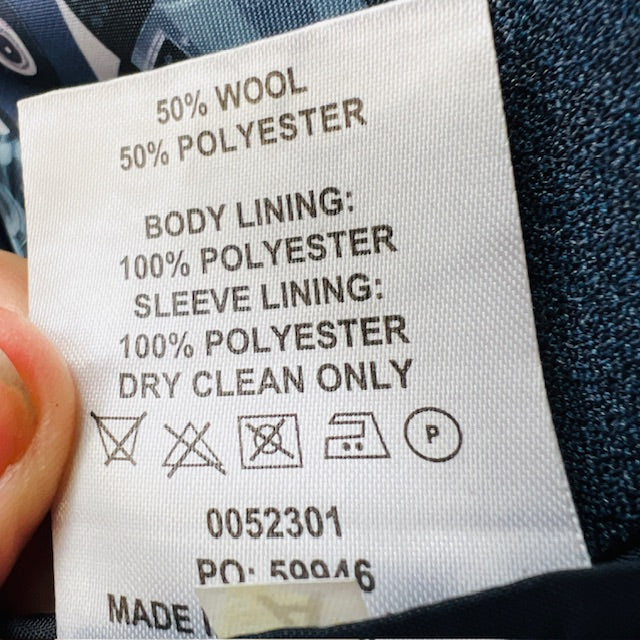 50% WOOL
50% POLYESTER
BODY LINING:
100% POLYESTER
SLEEVE LINING:
100% POLYESTER
DRY CLEAN ONLY
P
0052301
PO: 59946
MADE